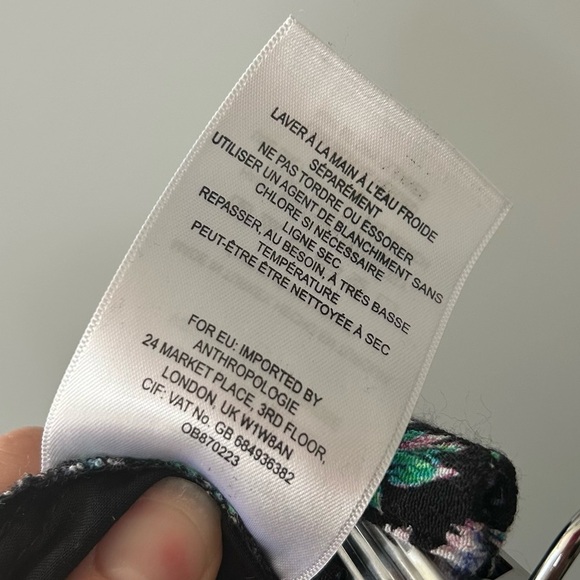 LAVER À LA MAIN À L'EAU FROIDE
SÉPARÉMENT
NE PAS TORDRE OU ESSORER
UTILISER UN AGENT DE BLANCHIMENT SANS
CHLORE SI NÉCESSAIRE
LIGNE SEC
REPASSER, AU BESOIN, À TRÉS BASSE
TEMPÉRATURE
PEUT-ÊTRE ÊTRE NETTOYÉE À SEC
FOR EU: IMPORTED BY
ANTHROPOLOGIE
24 MARKET PLACE, 3RD FLOOR,
LONDON, UK W1W8AN
CIF: VAT No. GB 684936382
OB870223